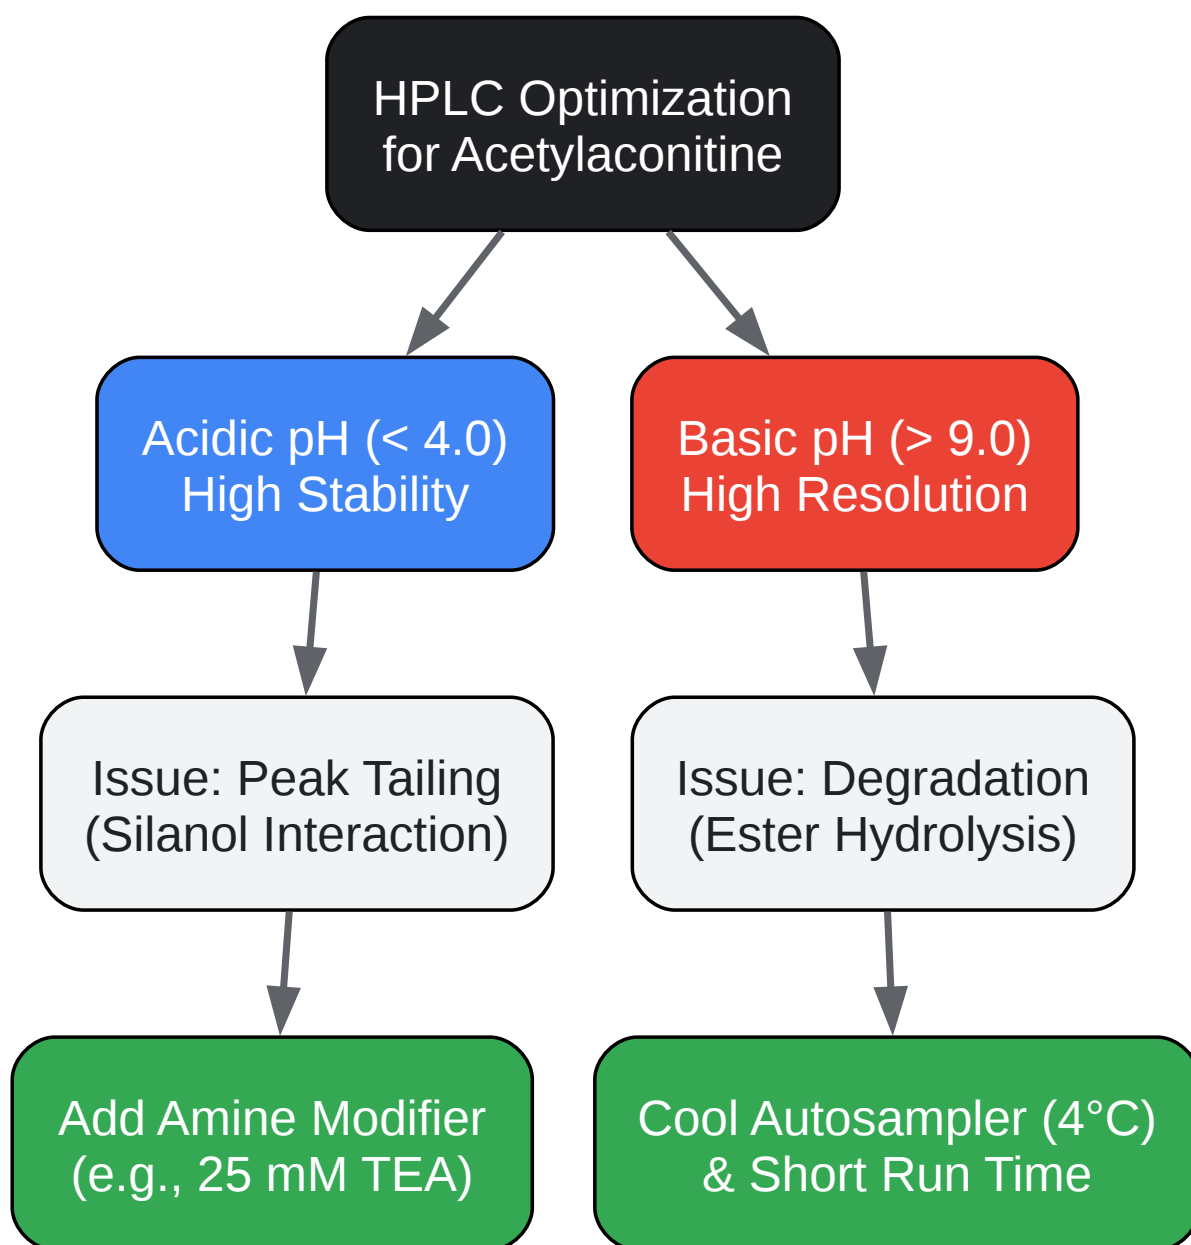 HPLC Optimization
for Acetylaconitine
Acidic pH (< 4.0)
High Stability
Basic pH (> 9.0)
High Resolution
Issue: Peak Tailing
(Silanol Interaction)
Issue: Degradation
(Ester Hydrolysis)
Add Amine Modifier
(e.g., 25 mM TEA)
Cool Autosampler (4°C)
& Short Run Time